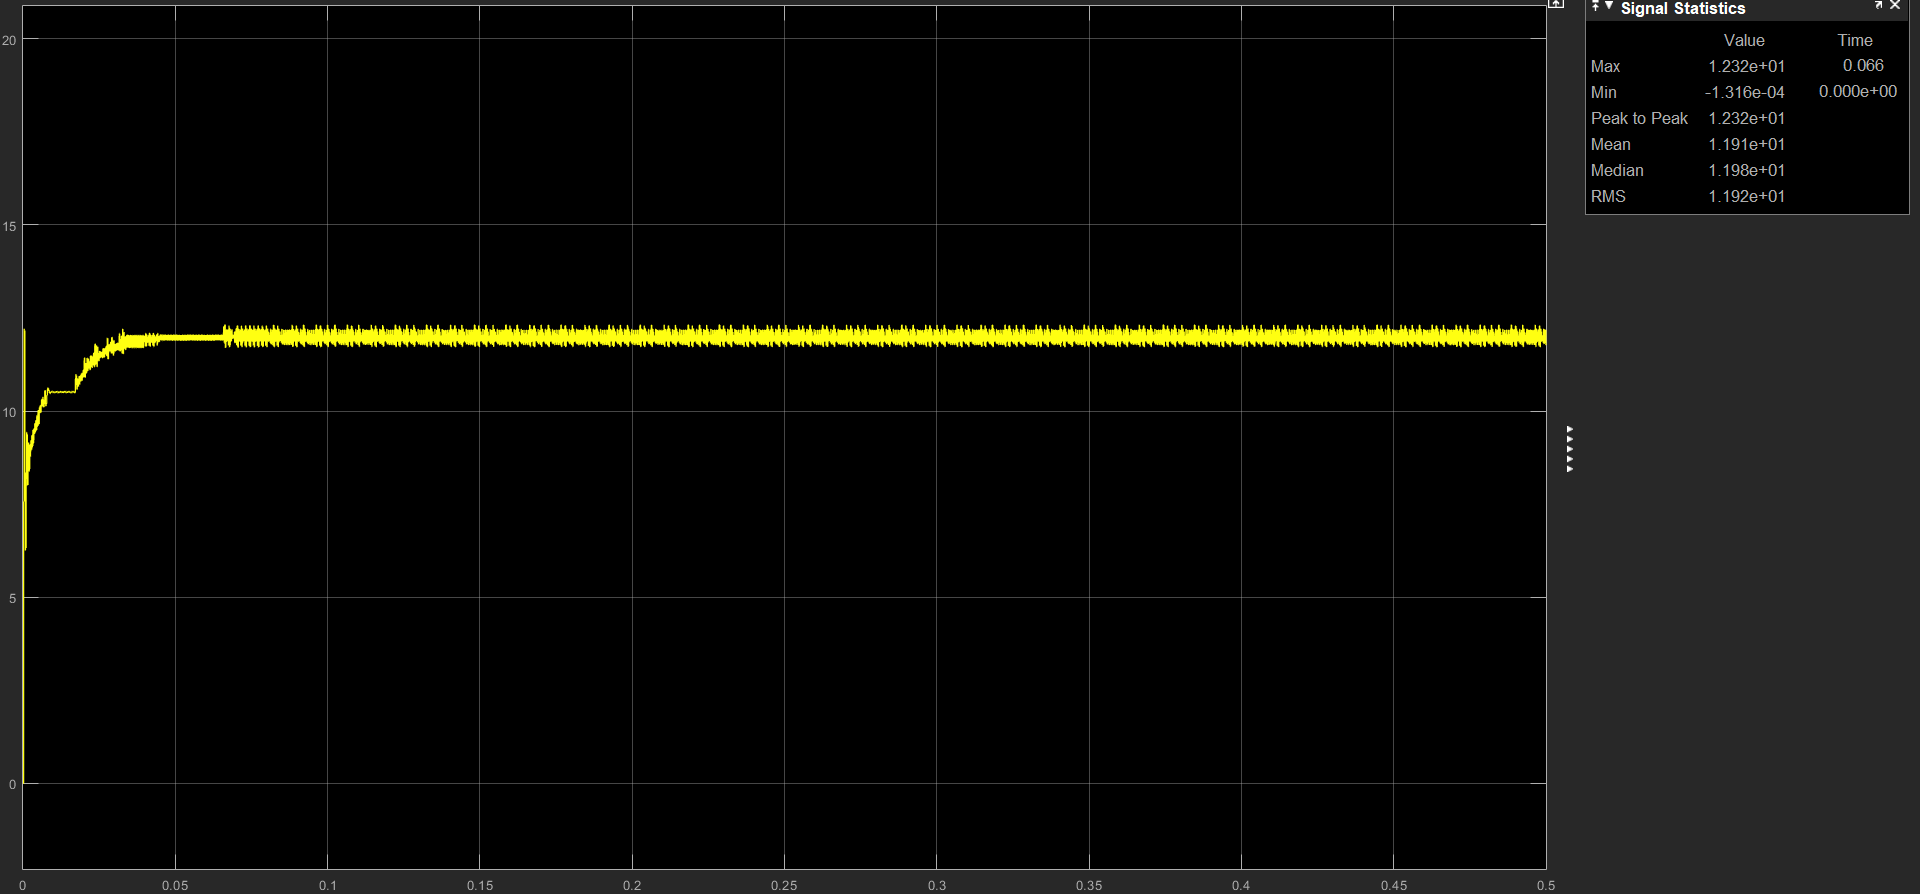 Signal Statistics
Value Time
Max 1.232e+01 0.066
Min -1.316e-04 0.000e+00
Peak to Peak 1.232e+01
Mean 1.191e+01
Median 1.198e+01
RMS 1.192e+01
20
15
10
5
0
0 0.05 0.1 0.15 0.2 0.25 0.3 0.35 0.4 0.45 0.5